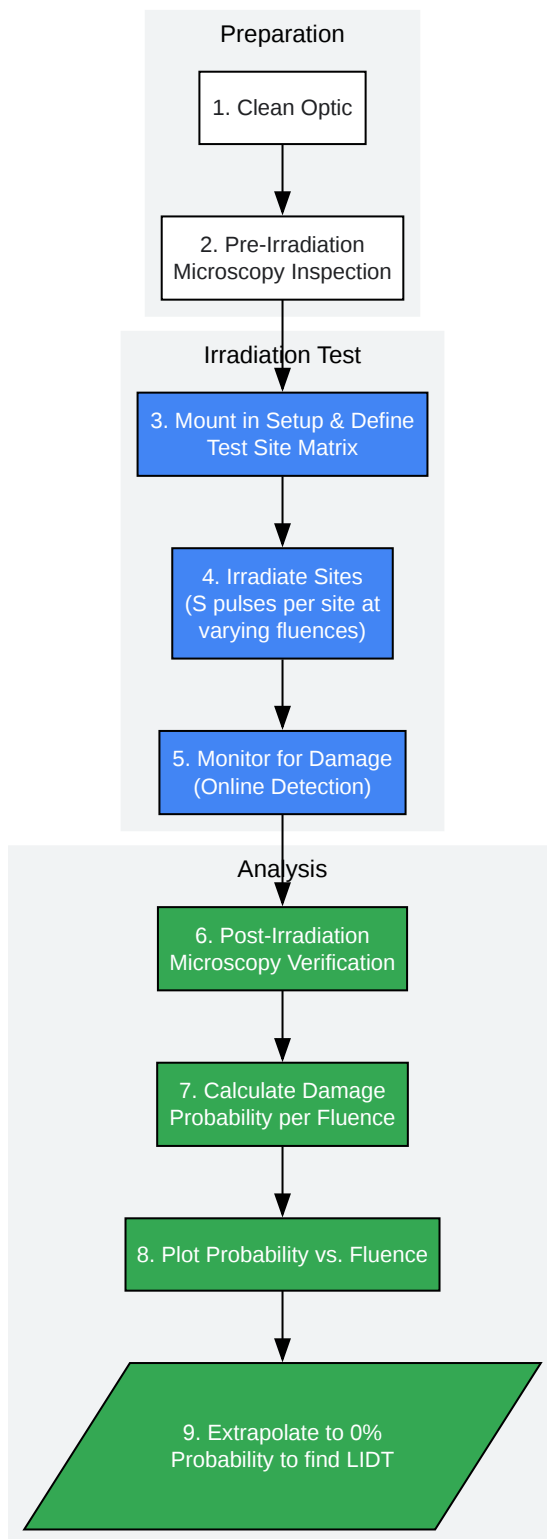 Preparation
1. Clean Optic
2. Pre-Irradiation
Microscopy Inspection
Irradiation Test
3. Mount in Setup & Define
Test Site Matrix
4. Irradiate Sites
(S pulses per site at
varying fluences)
5. Monitor for Damage
(Online Detection)
Analysis
6. Post-Irradiation
Microscopy Verification
7. Calculate Damage
Probability per Fluence
8. Plot Probability vs. Fluence
9. Extrapolate to 0%
Probability to find LIDT